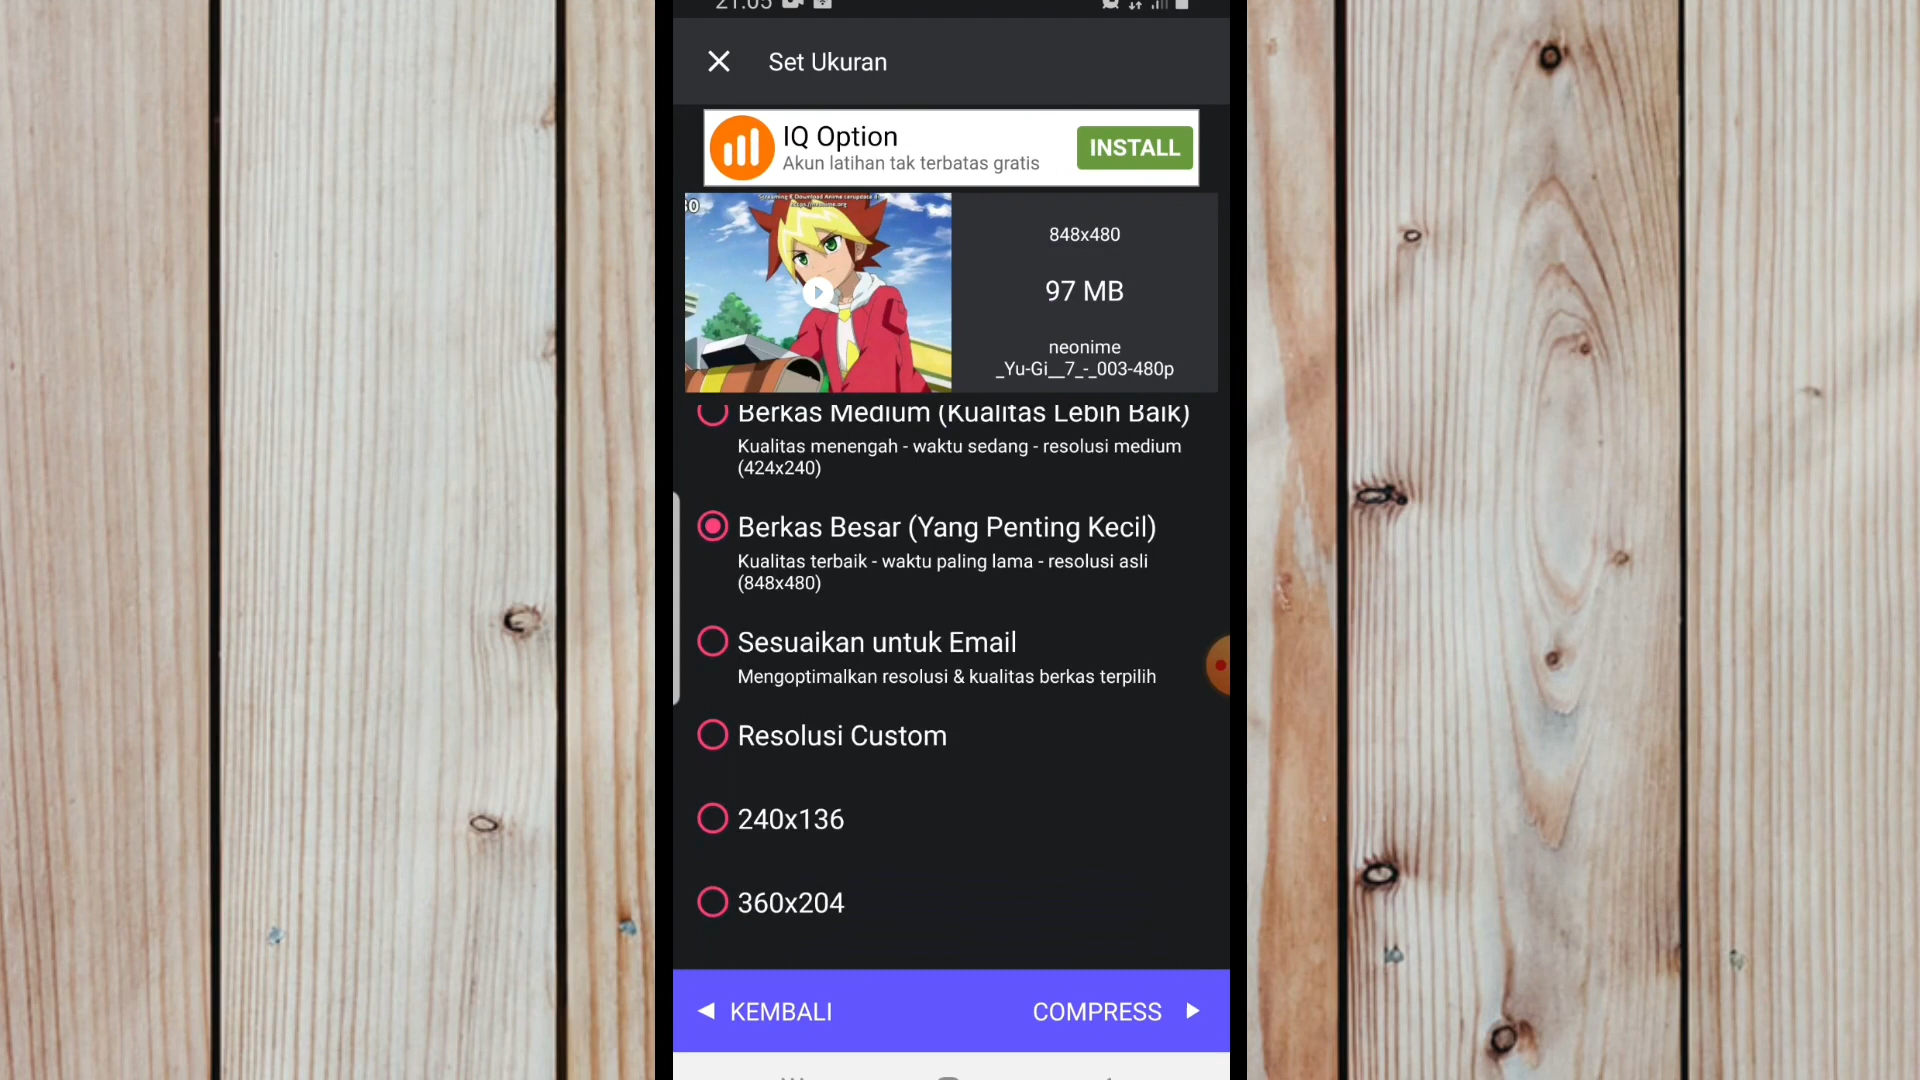 21.05
Set Ukuran
IQ Option
Akun latihan tak terbatas gratis
INSTALL
848x480
97 MB
neonime
_Yu-Gi__7_-_003-480p
Berkas Medium (Kualitas Lebih Baik)
Kualitas menengah - waktu sedang - resolusi medium
(424x240)
Berkas Besar (Yang Penting Kecil)
Kualitas terbaik - waktu paling lama - resolusi asli
(848x480)
Sesuaikan untuk Email
Mengoptimalkan resolusi & kualitas berkas terpilih
Resolusi Custom
240x136
360x204
KEMBALI
COMPRESS